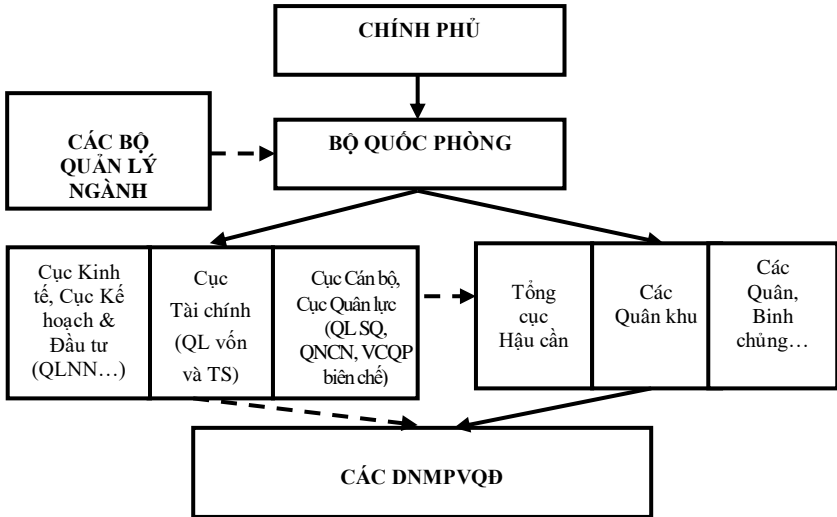 CHÍNH PHỦ
CÁC BỘ
QUẢN LÝ
NGÀNH
BỘ QUỐC PHÒNG
Cục Kinh
tế, Cục Kế
hoạch &
Đầu tư
(QLNN…)
Cục
Tài chính
(QL vốn
và TS)
Cục Cán bộ,
Cục Quân lực
(QL SQ,
QNCN, VCQP
biên chế)
Tổng
cục
Hậu cần
Các
Quân khu
Các
Quân,
Binh
chủng…
CÁC DNMPVQĐ